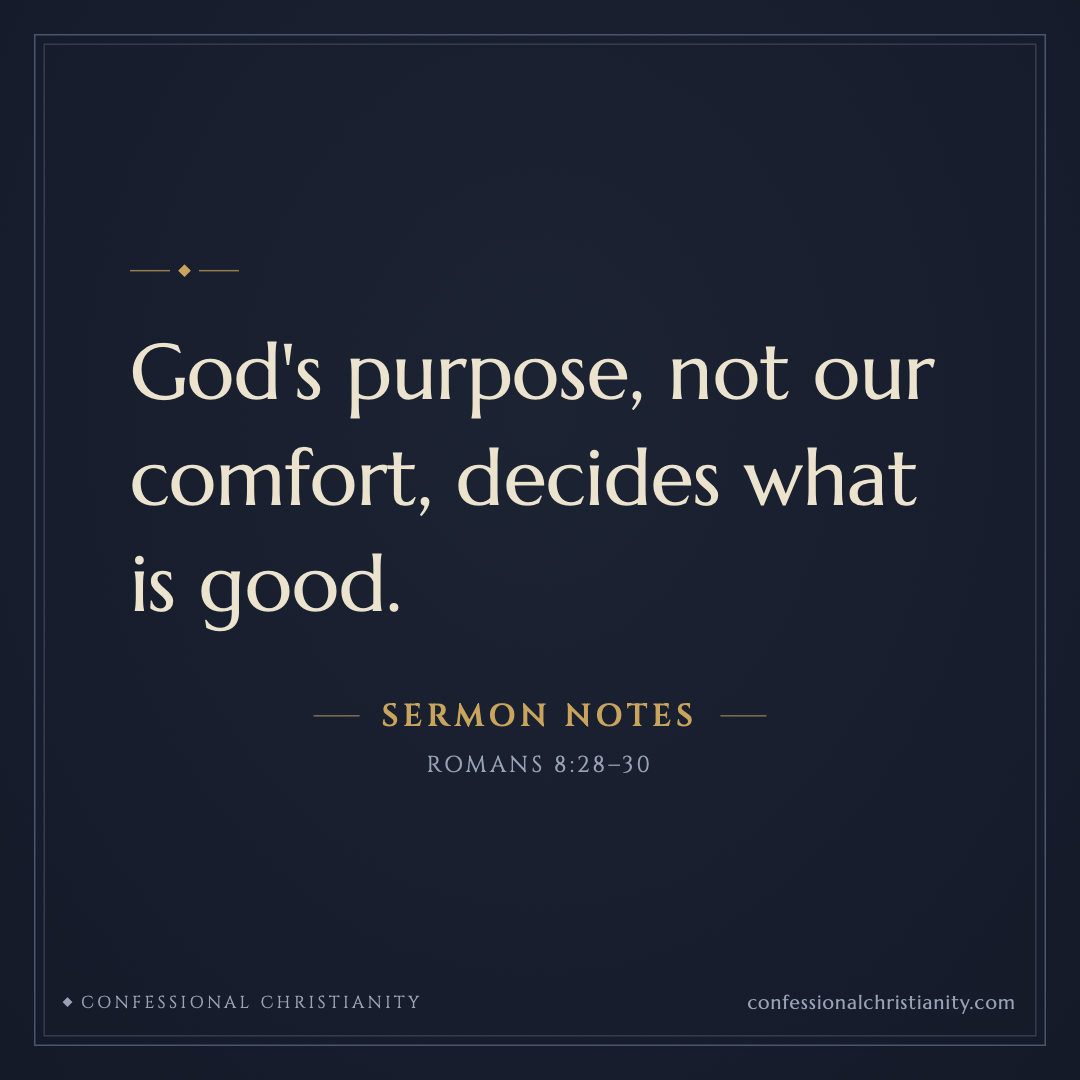 God's purpose, not our
comfort, decides what
is good.
SERMON NOTES
ROMANS 8:28–30
CONFESSIONAL CHRISTIANITY
confessionalchristianity.com